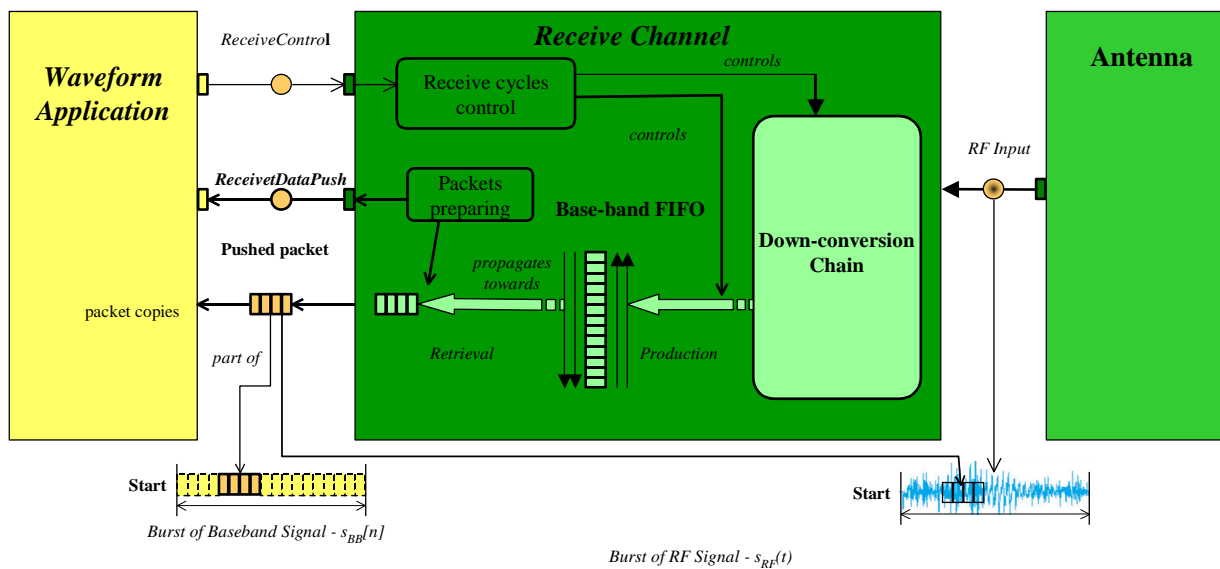 ReceiveControl
Receive Channel
Waveform
Application
Antenna
controls
Receive cycles
control
controls
RF Input
ReceivetDataPush
Packets
preparing
Base-band FIFO
Down-conversion
Chain
Pushed packet
propagates
towards
packet copies
part of
Retrieval
Production
Start
Start
Burst of Baseband Signal - sBB[n]
Burst of RF Signal - sRF(t)